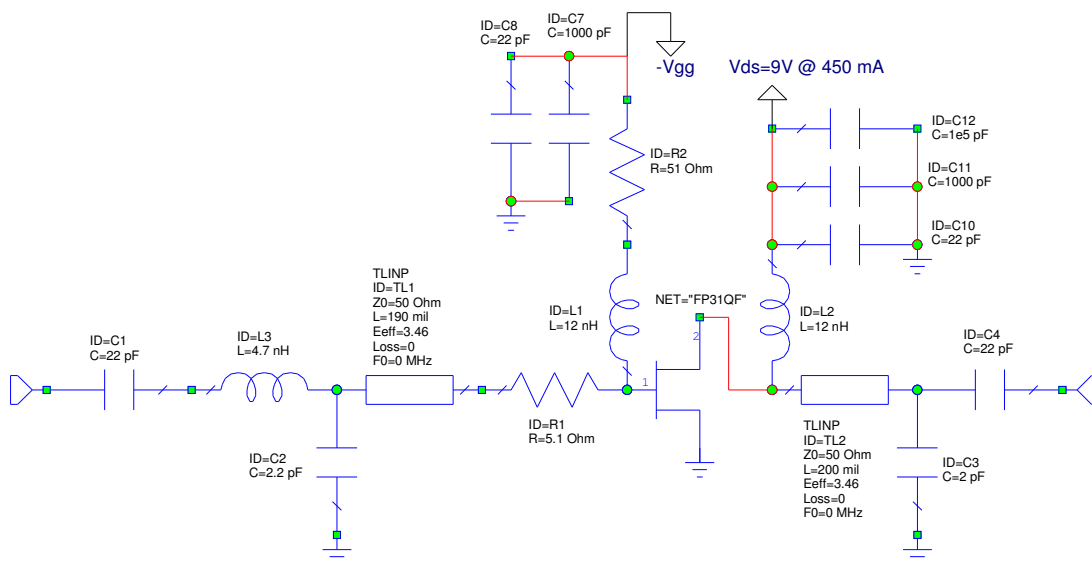 ID=C8
C=22 pF
ID=C7
C=1000 pF
-Vgg
Vds=9V @ 450 mA
ID=C12
C=1e5 pF
ID=R2
R=51 Ohm
ID=C11
C=1000 pF
ID=C10
C=22 pF
TLINP
ID=TL1
Z0=50 Ohm
L=190 mil
Eeff=3.46
Loss=0
F0=0 MHz
ID=L1
L=12 nH
NET="FP31QF"
ID=L2
L=12 nH
ID=C1
C=22 pF
ID=L3
L=4.7 nH
2
ID=C4
C=22 pF
1
ID=R1
R=5.1 Ohm
TLINP
ID=TL2
Z0=50 Ohm
L=200 mil
Eeff=3.46
Loss=0
F0=0 MHz
ID=C2
C=2.2 pF
ID=C3
C=2 pF